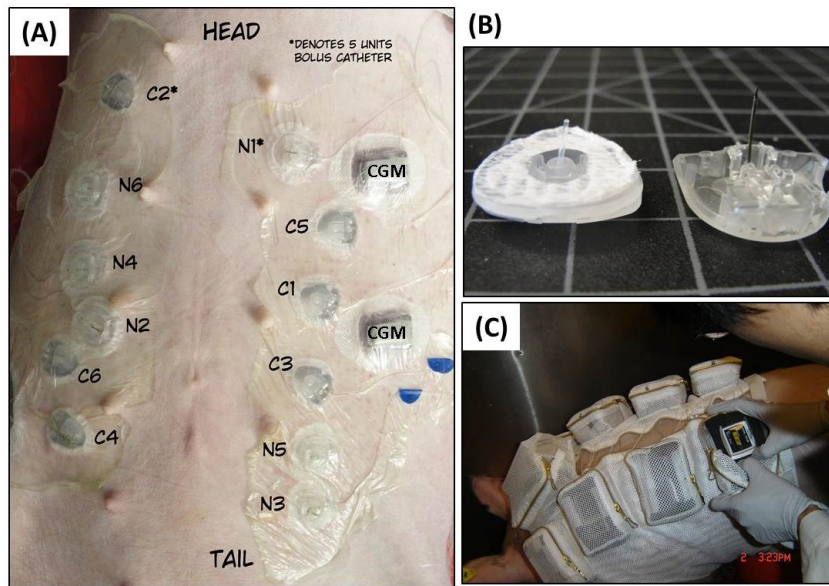 (A)
HEAD
*DENOTES 5 UNITS
BOLUS CATHETER
C2*
N1*
CGM
N6
C5
N4
C1
N2
CGM
C6
C3
C4
N5
N3
TAIL
(B)
(C)
2 3:23PM